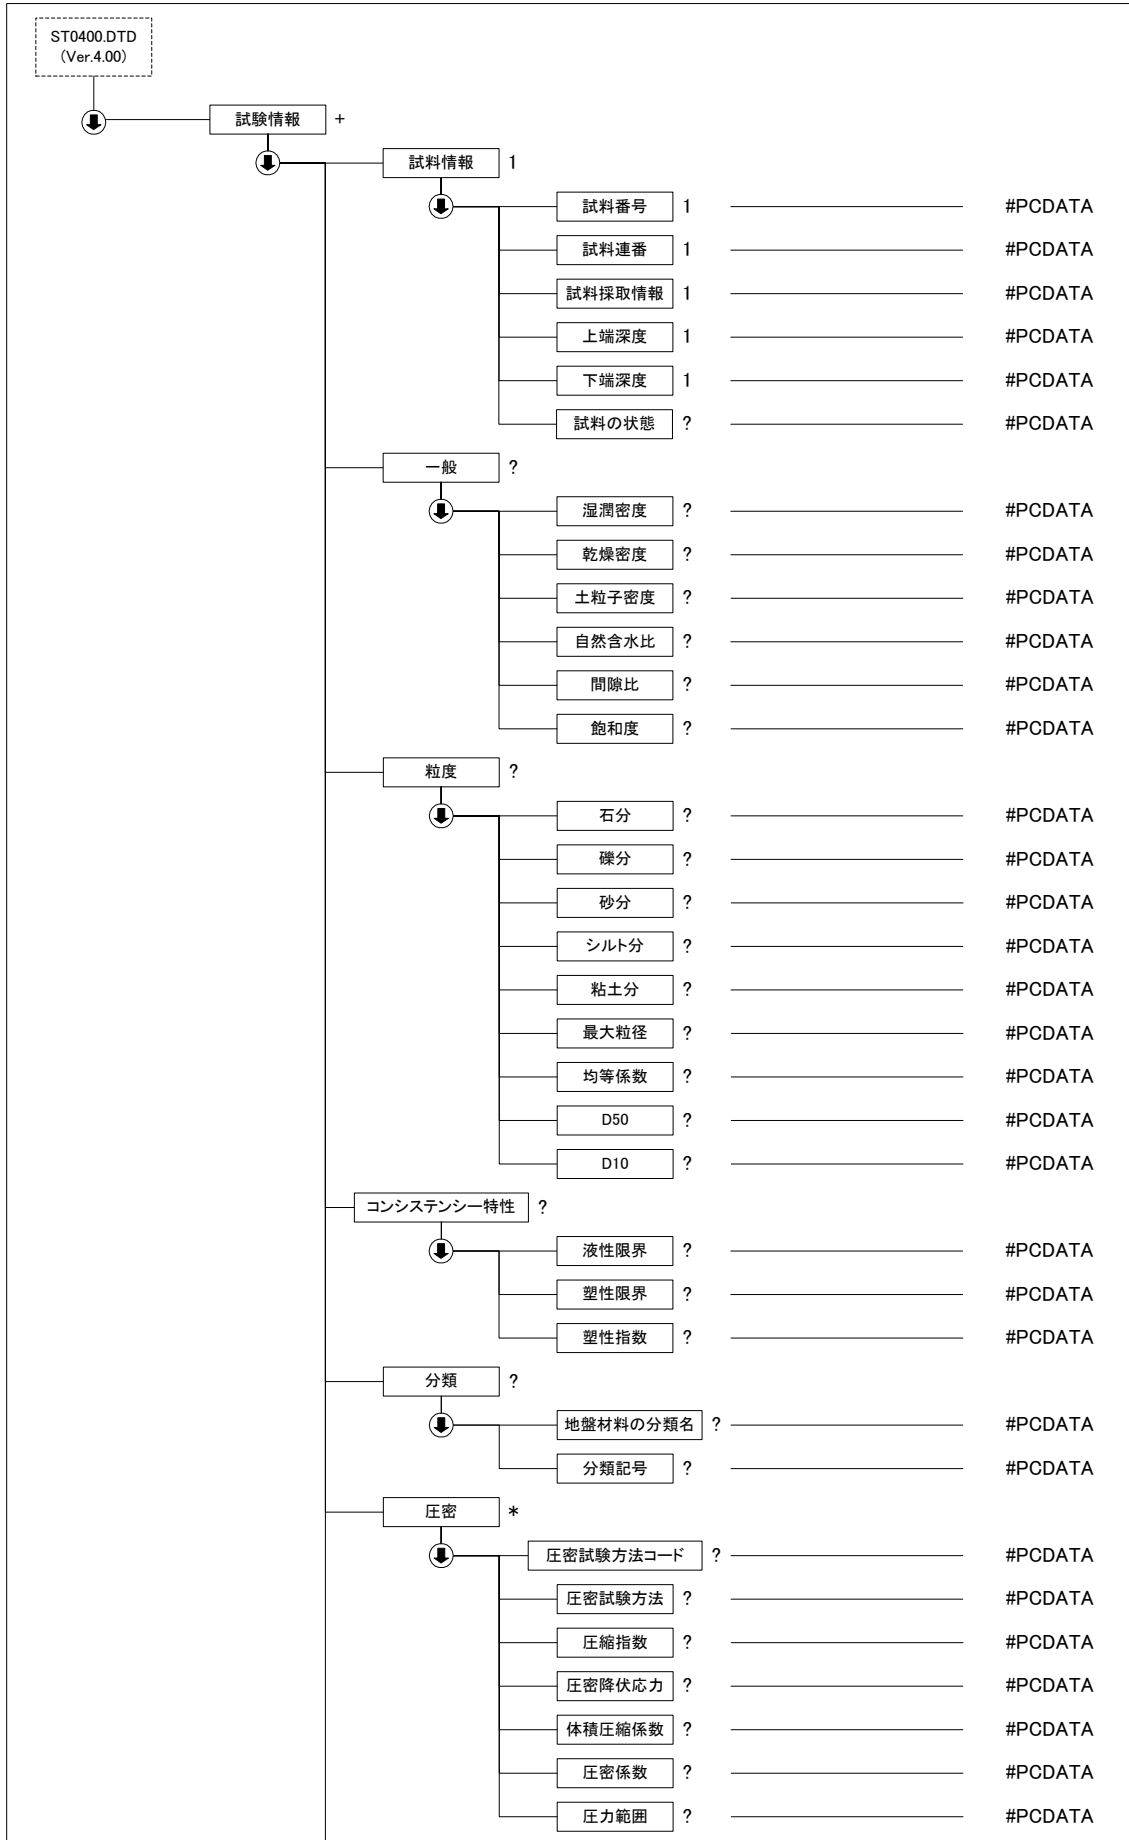 ST0400.DTD
(Ver.4.00)
試験情報 +
試料情報 1
試料番号 1 #PCDATA
試料連番 1 #PCDATA
試料採取情報 1 #PCDATA
上端深度 1 #PCDATA
下端深度 1 #PCDATA
試料の状態 ? #PCDATA
一般 ?
湿潤密度 ? #PCDATA
乾燥密度 ? #PCDATA
土粒子密度 ? #PCDATA
自然含水比 ? #PCDATA
間隙比 ? #PCDATA
飽和度 ? #PCDATA
粒度 ?
石分 ? #PCDATA
礫分 ? #PCDATA
砂分 ? #PCDATA
シルト分 ? #PCDATA
粘土分 ? #PCDATA
最大粒径 ? #PCDATA
均等係数 ? #PCDATA
D50 ? #PCDATA
D10 ? #PCDATA
コンシステンシー特性 ?
液性限界 ? #PCDATA
塑性限界 ? #PCDATA
塑性指数 ? #PCDATA
分類 ?
地盤材料の分類名 ? #PCDATA
分類記号 ? #PCDATA
圧密 *
圧密試験方法コード ? #PCDATA
圧密試験方法 ? #PCDATA
圧縮指数 ? #PCDATA
圧密降伏応力 ? #PCDATA
体積圧縮係数 ? #PCDATA
圧密係数 ? #PCDATA
圧力範囲 ? #PCDATA